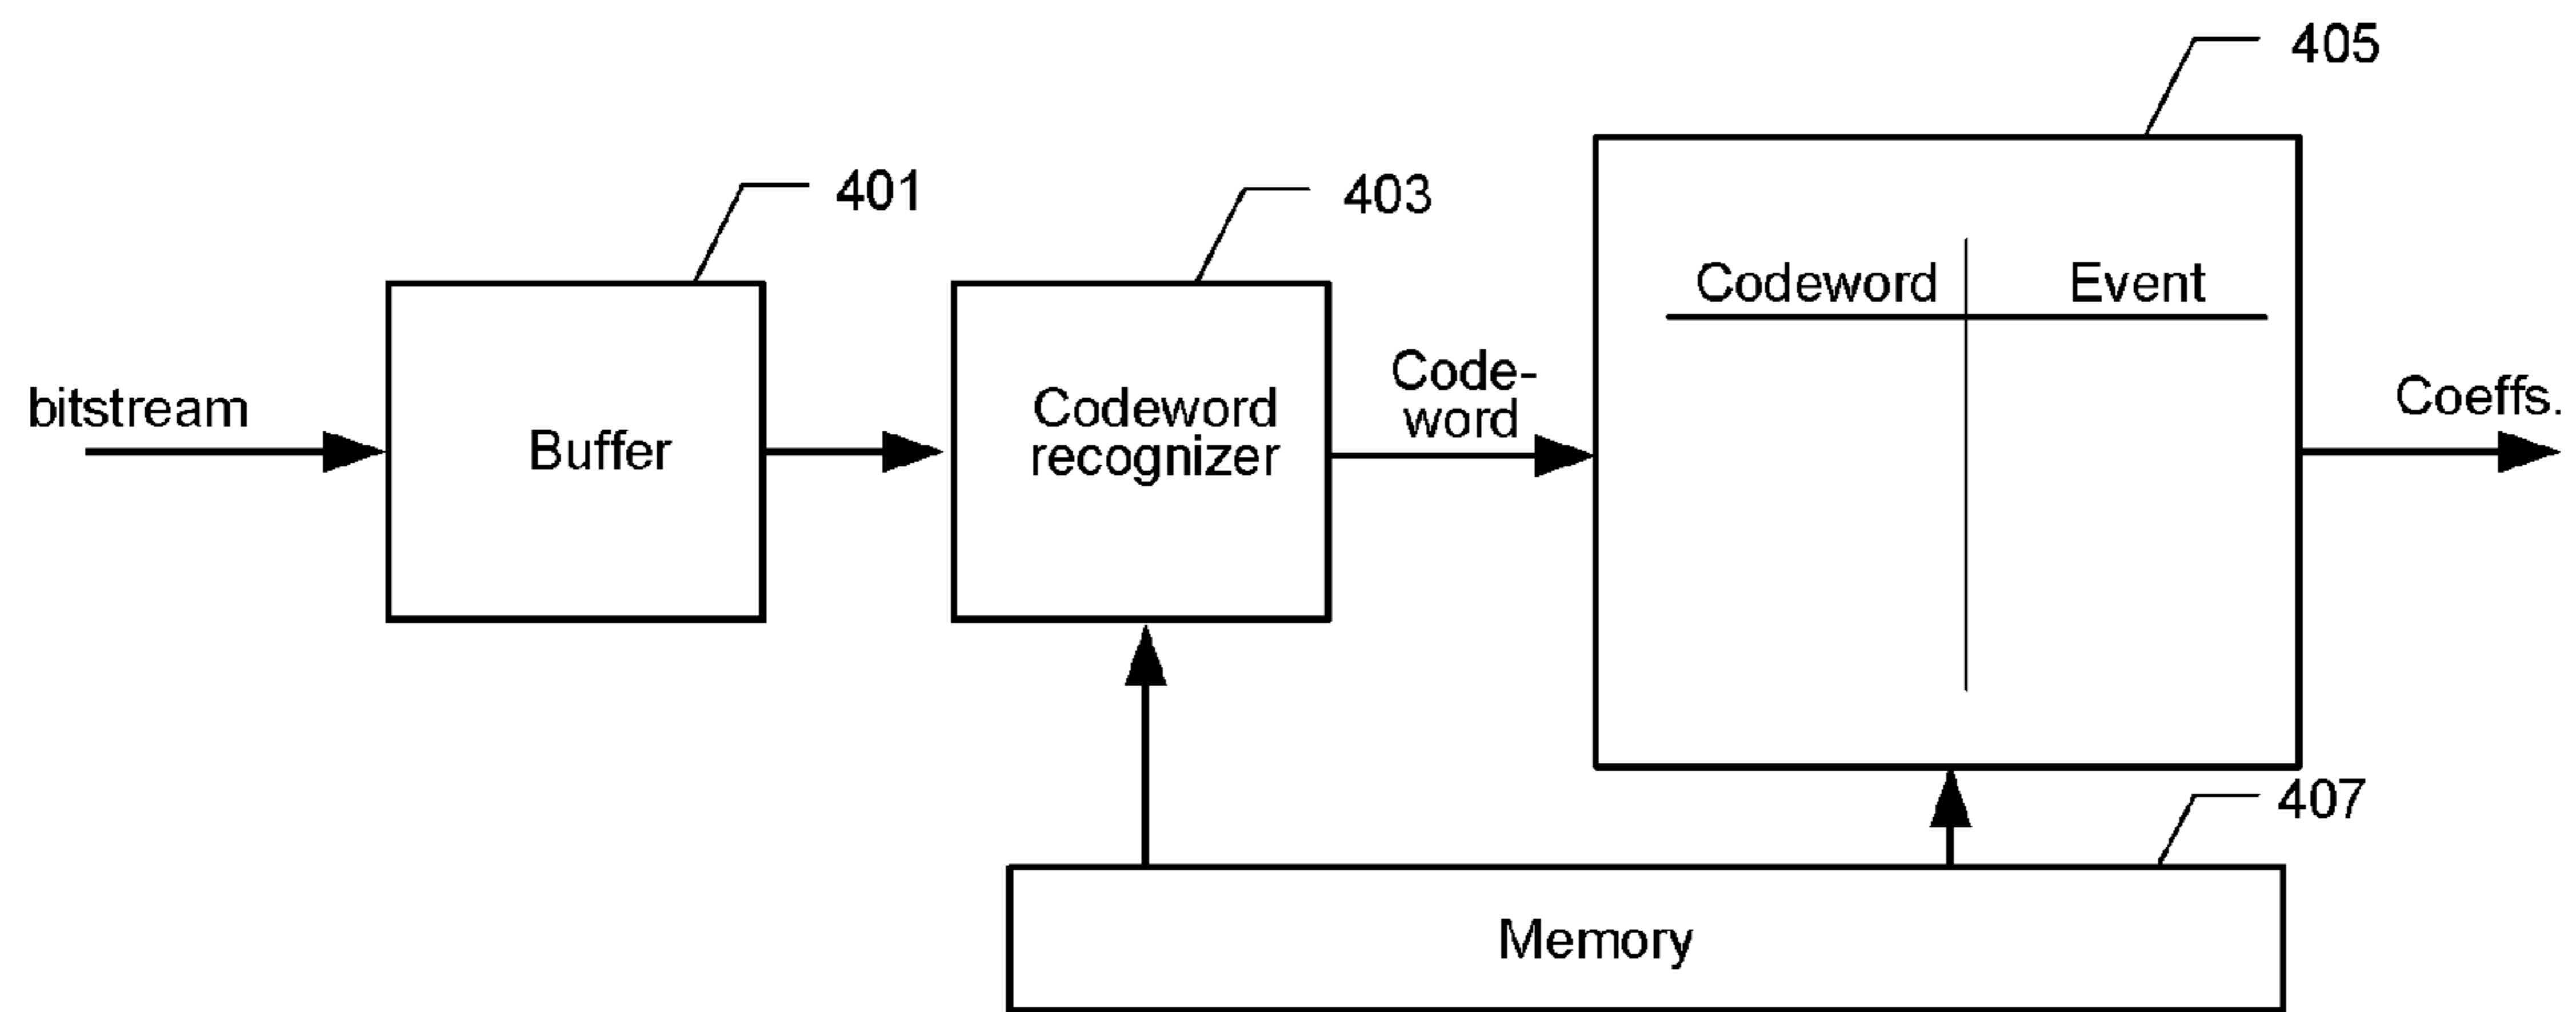 405
401
403
Codeword Event
bitstream
Buffer
Codeword
recognizer
Code-
word
Coeffs.
407
Memory